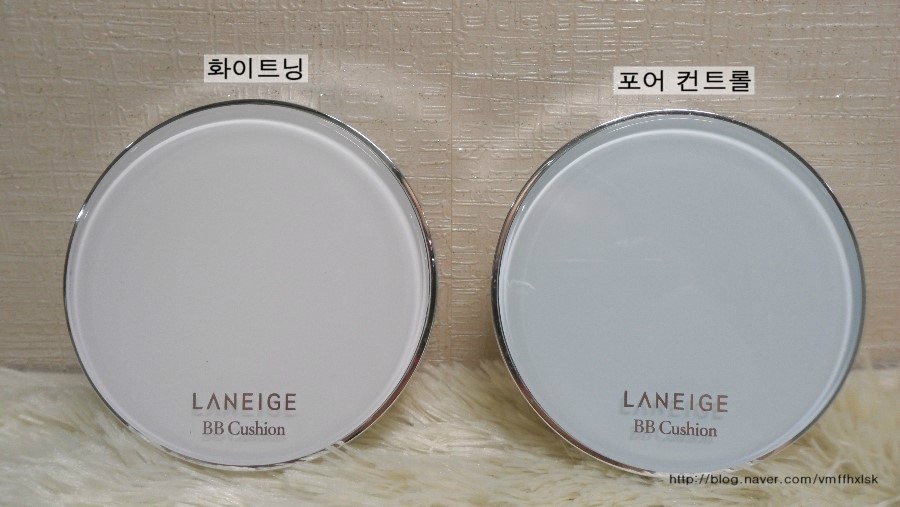 화이트닝
포어 컨트롤
LANEIGE
BB Cushion
LANEIGE
BB Cushion
http://blog.naver.com/vmffhxlsk